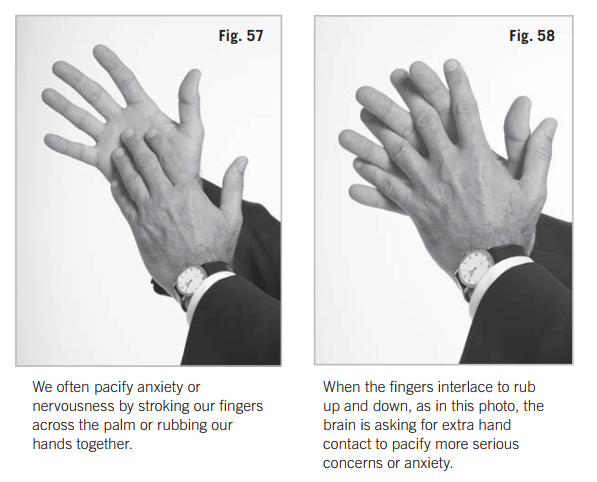 Fig. 57
We often pacify anxiety or
nervousness by stroking our fingers
across the palm or rubbing our
hands together.
Fig. 58
When the fingers interlace to rub
up and down, as in this photo, the
brain is asking for extra hand
contact to pacify more serious
concerns or anxiety.